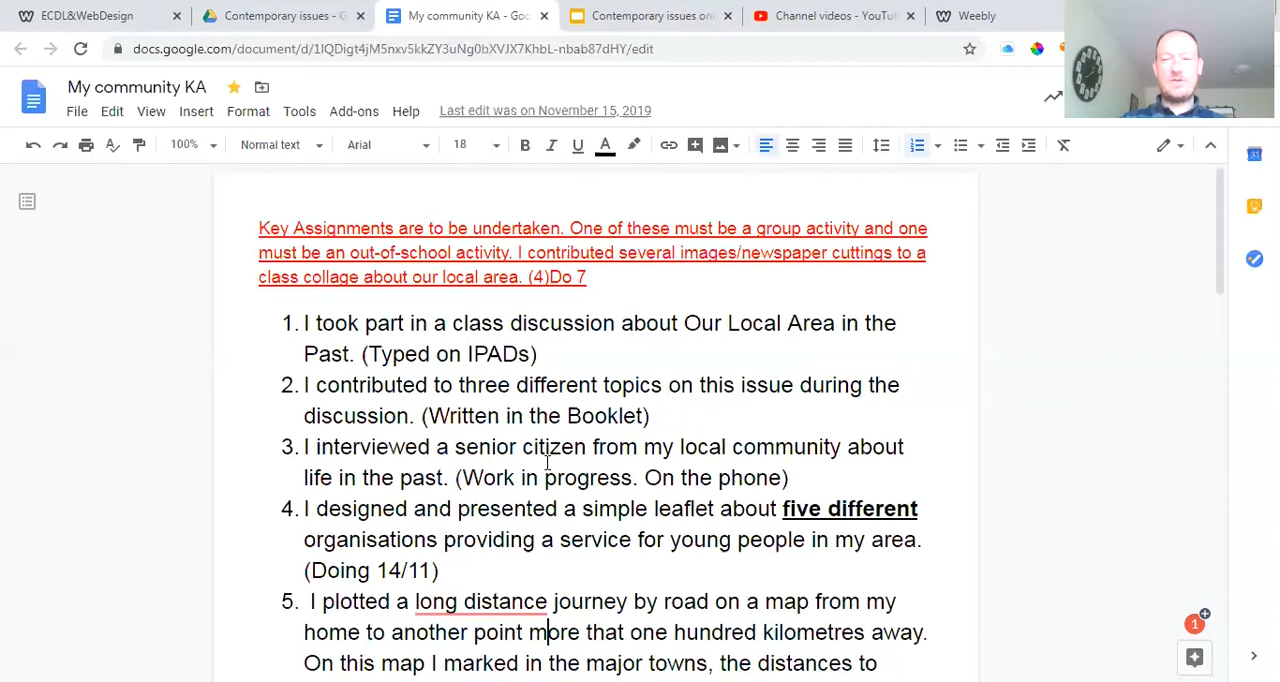 ECDL&WebDesign
Contemporary issues - G
My community KA - Goo
Contemporary issues one
Channel videos - YouTu
Weebly
docs.google.com/document/d/1lQDigt4jM5nxv5kkZY3uNg0bXVJX7KhbL-nbab87dHY/edit
My community KA
File Edit View Insert Format Tools Add-ons Help Last edit was on November 15, 2019
100% Normal text Arial 18
Key Assignments are to be undertaken. One of these must be a group activity and one
must be an out-of-school activity. I contributed several images/newspaper cuttings to a
class collage about our local area. (4)Do 7
1. I took part in a class discussion about Our Local Area in the
Past. (Typed on IPADs)
2. I contributed to three different topics on this issue during the
discussion. (Written in the Booklet)
3. I interviewed a senior citizen from my local community about
life in the past. (Work in progress. On the phone)
4. I designed and presented a simple leaflet about five different
organisations providing a service for young people in my area.
(Doing 14/11)
5. I plotted a long distance journey by road on a map from my
home to another point more that one hundred kilometres away.
On this map I marked in the major towns, the distances to
31
1